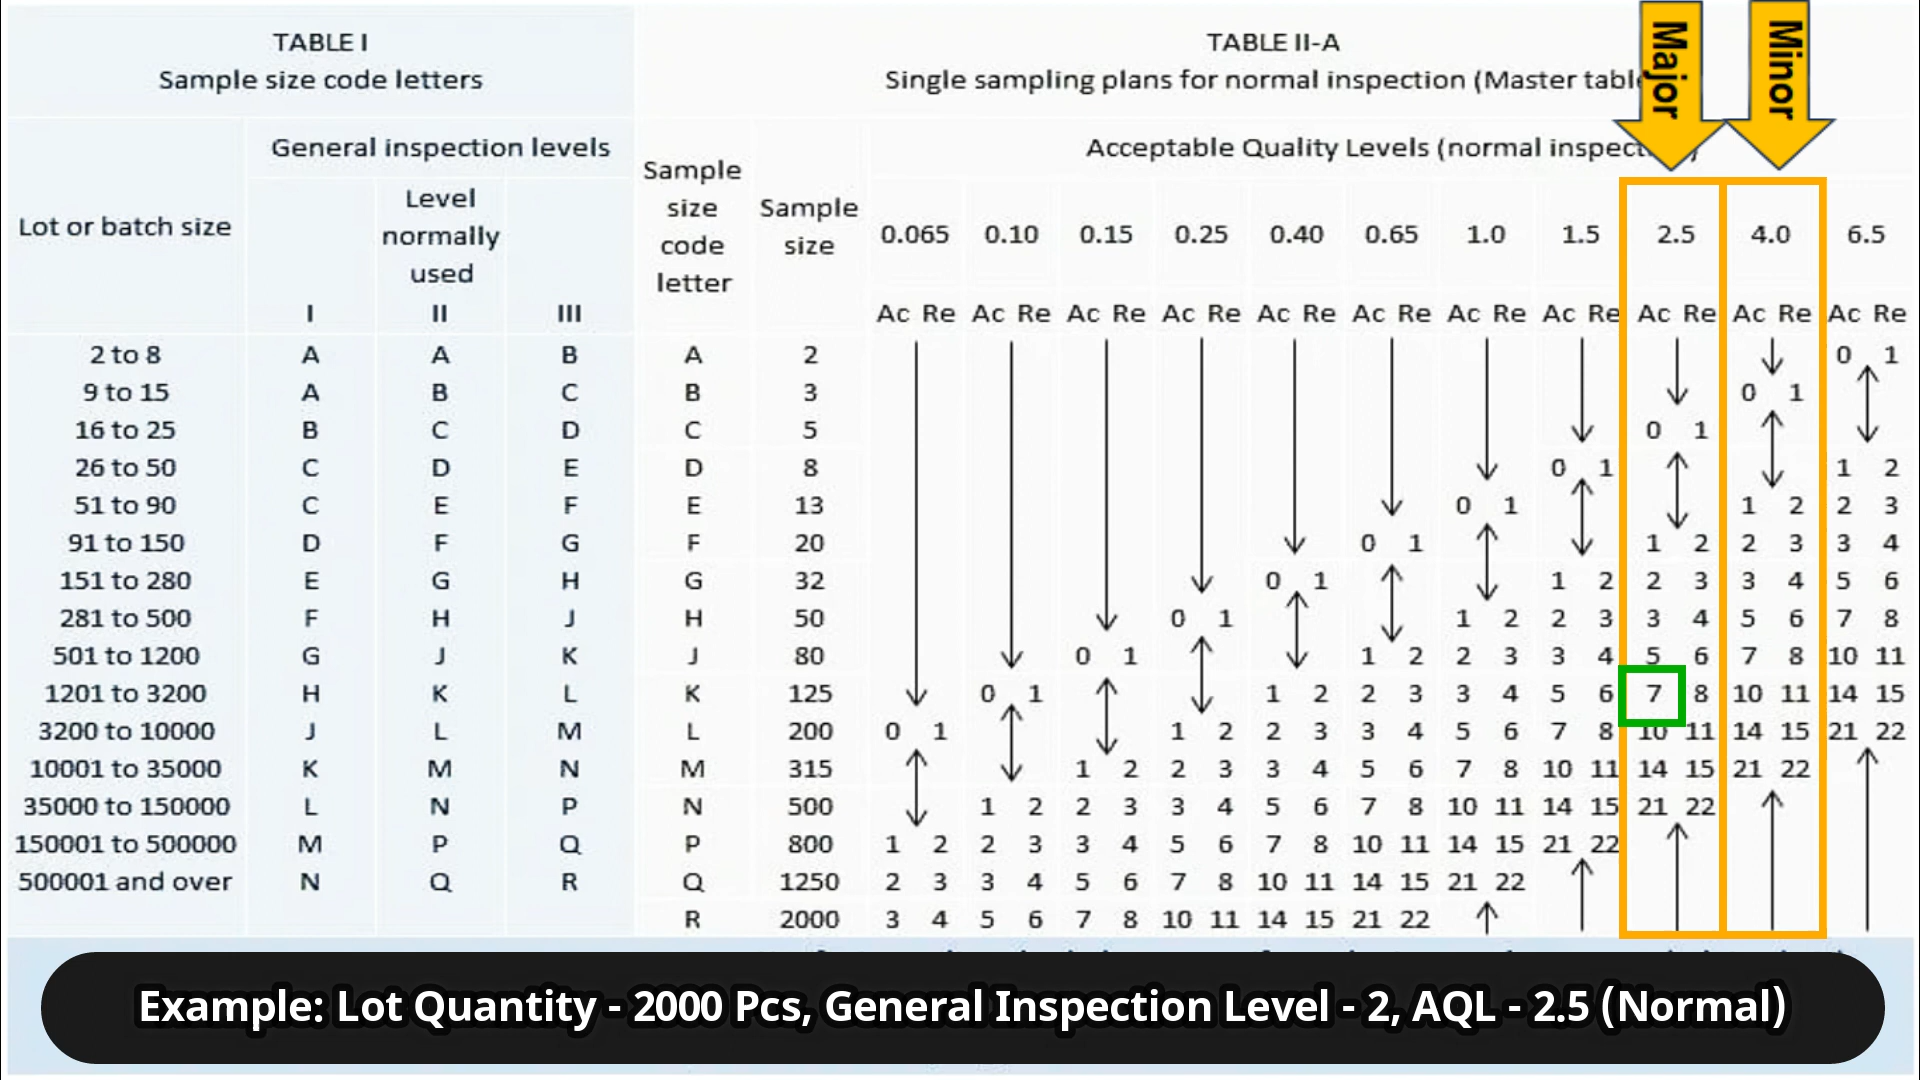 Major
Minor
TABLE I
Sample size code letters
TABLE II-A
Single sampling plans for normal inspection (Master
Lot or batch size
General inspection levels
Level normally used
I II III
Sample size code letter
Sample size
Acceptable Quality Levels (normal
0.065 0.10 0.15 0.25 0.40 0.65 1.0 1.5 2.5 4.0 6.5
Ac Re Ac Re Ac Re Ac Re Ac Re Ac Re Ac Re Ac Re Ac Re Ac Re Ac Re
2 to 8 A A B A 2 0 1
9 to 15 A B C B 3 0 1
16 to 25 B C D C 5 0 1
26 to 50 C D E D 8 0 1 1 2
51 to 90 C E F E 13 0 1 1 2 2 3
91 to 150 D F G F 20 0 1 1 2 2 3 3 4
151 to 280 E G H G 32 0 1 1 2 2 3 3 4 5 6
281 to 500 F H J H 50 0 1 1 2 2 3 3 4 5 6 7 8
501 to 1200 G J K J 80 0 1 1 2 2 3 3 4 5 6 7 8 10 11
1201 to 3200 H K L K 125 0 1 1 2 2 3 3 4 5 6 7 8 10 11 14 15
3200 to 10000 J L M L 200 0 1 1 2 2 3 3 4 5 6 7 8 10 11 14 15 21 22
10001 to 35000 K M N M 315 1 2 2 3 3 4 5 6 7 8 10 11 14 15 21 22
35000 to 150000 L N P N 500 1 2 2 3 3 4 5 6 7 8 10 11 14 15 21 22
150001 to 500000 M P Q P 800 1 2 2 3 3 4 5 6 7 8 10 11 14 15 21 22
500001 and over N Q R Q 1250 2 3 3 4 5 6 7 8 10 11 14 15 21 22
R 2000 3 4 5 6 7 8 10 11 14 15 21 22
Example: Lot Quantity - 2000 Pcs, General Inspection Level - 2, AQL - 2.5 (Normal)